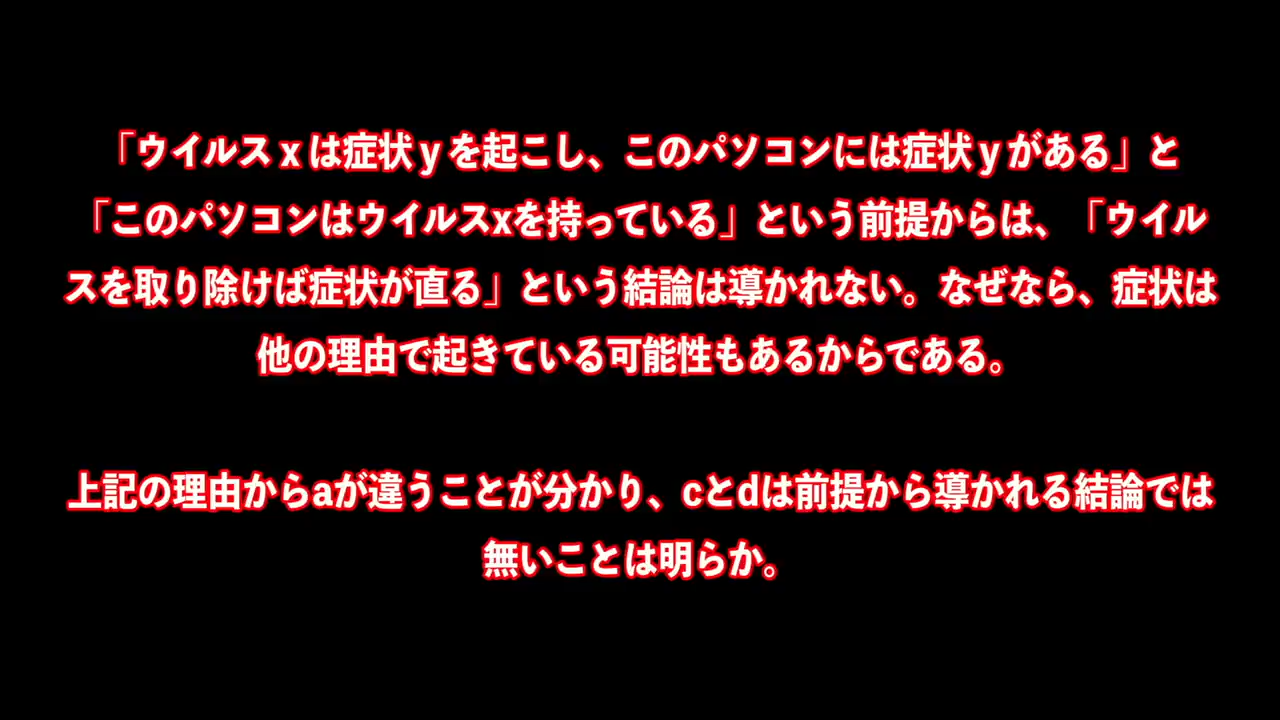 「ウイルスｘは症状ｙを起こし、このパソコンには症状ｙがある」と
「このパソコンはウイルスxを持っている」という前提からは、「ウイル
スを取り除けば症状が直る」という結論は導かれない。なぜなら、症状は
他の理由で起きている可能性もあるからである。
上記の理由からaが違うことが分かり、cとdは前提から導かれる結論では
無いことは明らか。